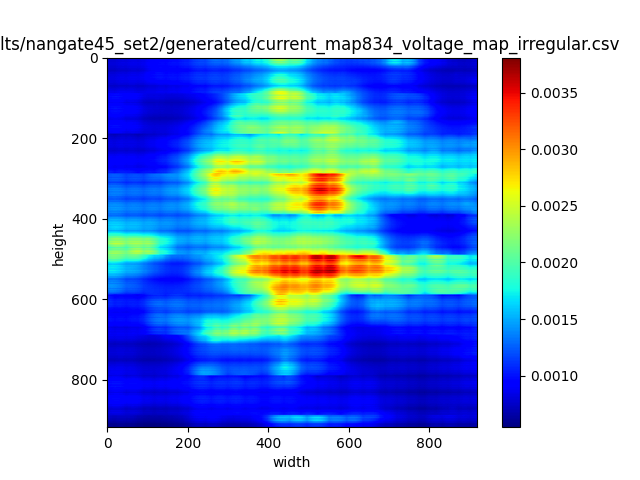 lts/nangate45_set2/generated/current_map834_voltage_map_irregular.csv
0
200
400
600
800
height
0 200 400 600 800
width
0.0035
0.0030
0.0025
0.0020
0.0015
0.0010